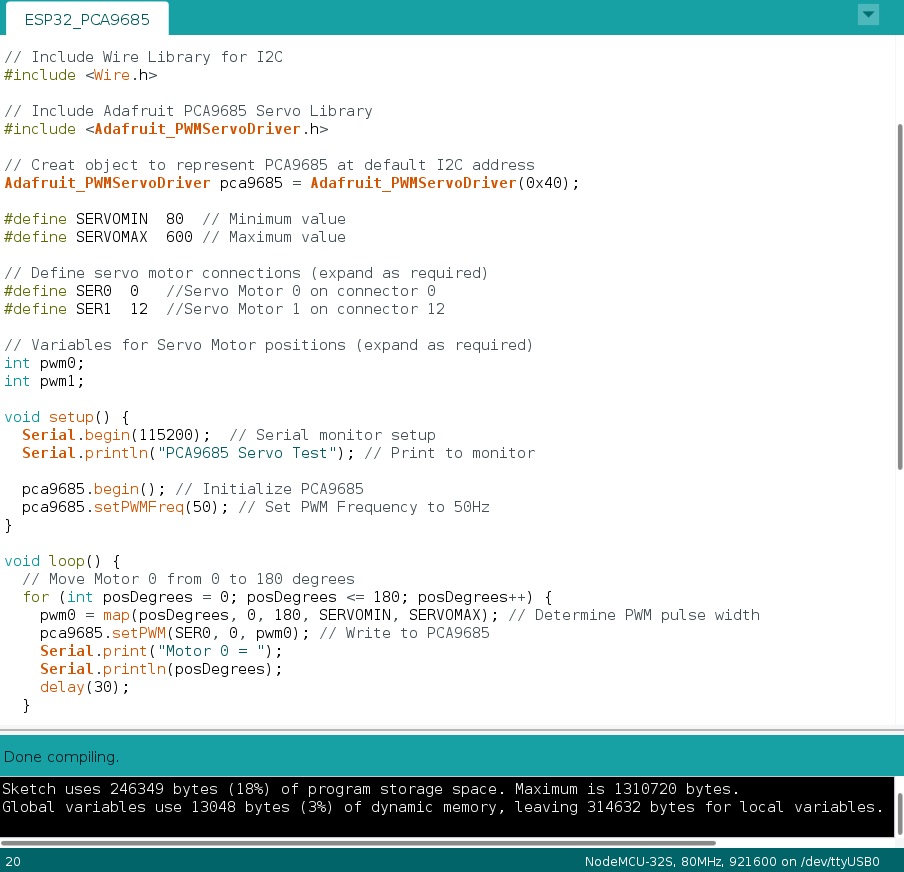 ESP32_PCA9685
// Include Wire Library for I2C
#include <Wire.h>
// Include Adafruit PCA9685 Servo Library
#include <Adafruit_PWMServoDriver.h>
// Creat object to represent PCA9685 at default I2C address
Adafruit_PWMServoDriver pca9685 = Adafruit_PWMServoDriver(0x40);
#define SERVOMIN  80  // Minimum value
#define SERVOMAX  600 // Maximum value
// Define servo motor connections (expand as required)
#define SER0  0   //Servo Motor 0 on connector 0
#define SER1  12  //Servo Motor 1 on connector 12
// Variables for Servo Motor positions (expand as required)
int pwm0;
int pwm1;
void setup() {
  Serial.begin(115200);  // Serial monitor setup
  Serial.println("PCA9685 Servo Test"); // Print to monitor
  pca9685.begin(); // Initialize PCA9685
  pca9685.setPWMFreq(50); // Set PWM Frequency to 50Hz
}
void loop() {
  // Move Motor 0 from 0 to 180 degrees
  for (int posDegrees = 0; posDegrees <= 180; posDegrees++) {
    pwm0 = map(posDegrees, 0, 180, SERVOMIN, SERVOMAX); // Determine PWM pulse width
    pca9685.setPWM(SER0, 0, pwm0); // Write to PCA9685
    Serial.print("Motor 0 = ");
    Serial.println(posDegrees);
    delay(30);
  }
Done compiling.
Sketch uses 246349 bytes (18%) of program storage space. Maximum is 1310720 bytes.
Global variables use 13048 bytes (3%) of dynamic memory, leaving 314632 bytes for local variables.
20
NodeMCU-32S, 80MHz, 921600 on /dev/ttyUSB0